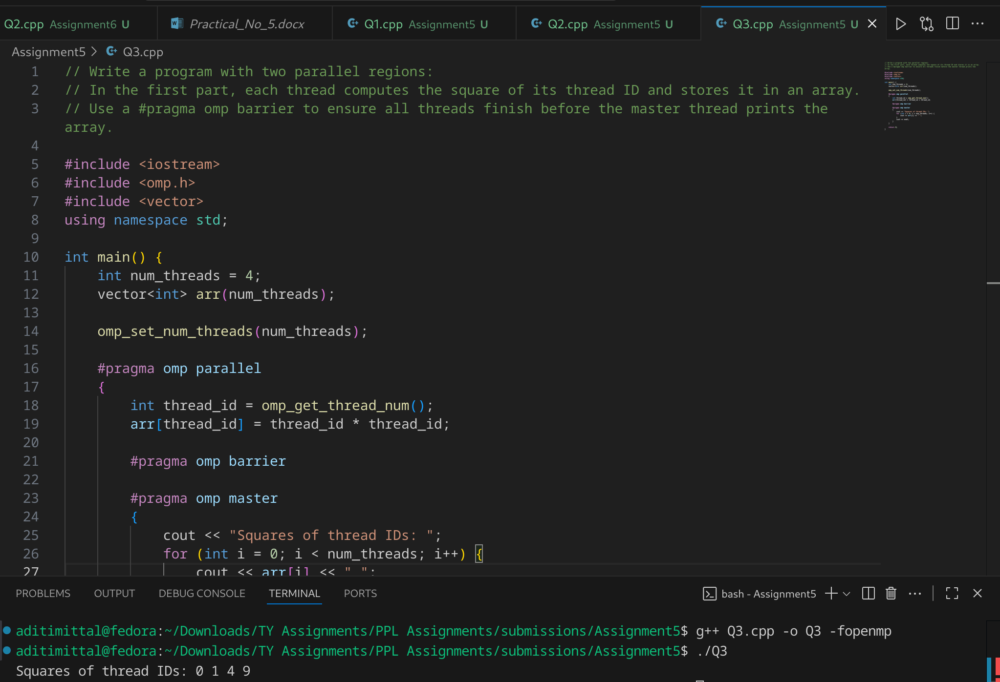 Q2.cpp Assignment6 U
Practical_No_5.docx
Q1.cpp Assignment5 U
Q2.cpp Assignment5 U
Q3.cpp Assignment5 U
Assignment5 > Q3.cpp
1 // Write a program with two parallel regions:
2 // In the first part, each thread computes the square of its thread ID and stores it in an array.
3 // Use a #pragma omp barrier to ensure all threads finish before the master thread prints the
array.
4
5 #include <iostream>
6 #include <omp.h>
7 #include <vector>
8 using namespace std;
9
10 int main() {
11 int num_threads = 4;
12 vector<int> arr(num_threads);
13
14 omp_set_num_threads(num_threads);
15
16 #pragma omp parallel
17 {
18 int thread_id = omp_get_thread_num();
19 arr[thread_id] = thread_id * thread_id;
20
21 #pragma omp barrier
22
23 #pragma omp master
24 {
25 cout << "Squares of thread IDs: ";
26 for (int i = 0; i < num_threads; i++) {
27 cout << arr[i] << " ";
PROBLEMS OUTPUT DEBUG CONSOLE TERMINAL PORTS
bash - Assignment5
aditimittal@fedora:~/Downloads/TY Assignments/PPL Assignments/submissions/Assignment5$ g++ Q3.cpp -o Q3 -fopenmp
aditimittal@fedora:~/Downloads/TY Assignments/PPL Assignments/submissions/Assignment5$ ./Q3
Squares of thread IDs: 0 1 4 9